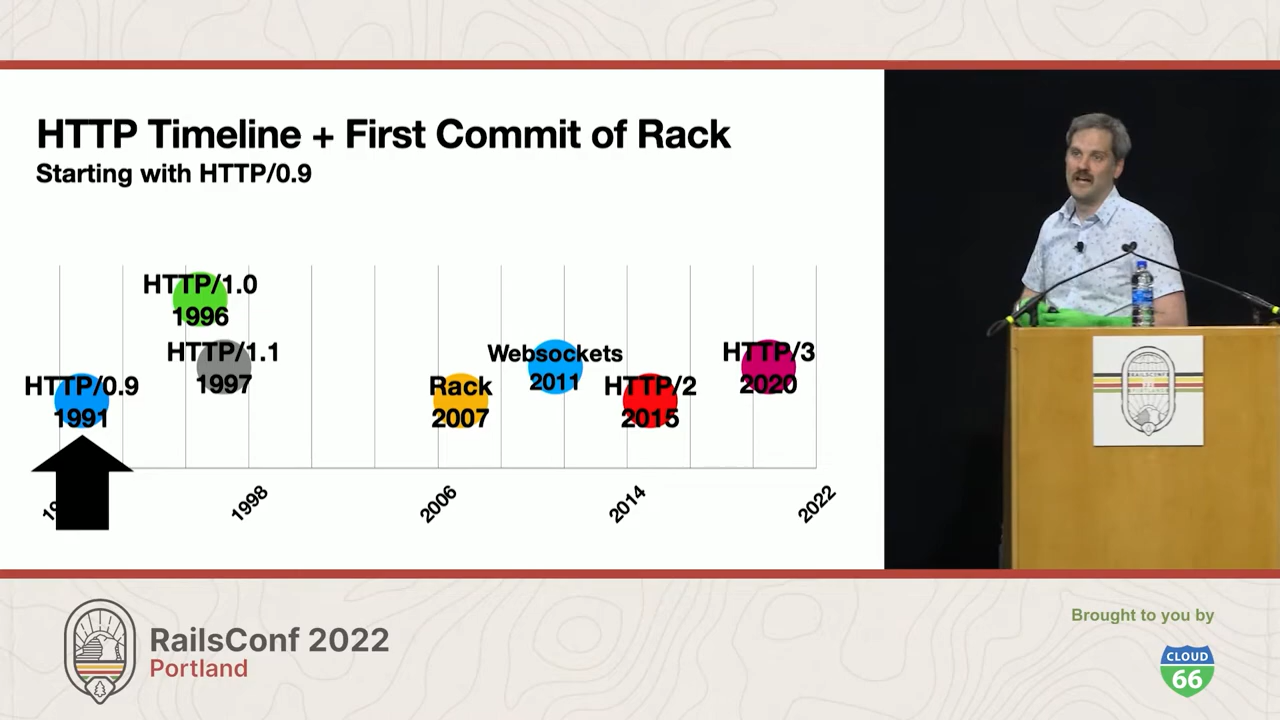 HTTP Timeline + First Commit of Rack
Starting with HTTP/0.9
HTTP/1.0
1996
HTTP/1.1
1997
HTTP/0.9
1991
Rack
2007
Websockets
2011
HTTP/2
2015
HTTP/3
2020
1998
2006
2014
2022
RAILSCONF
RailsConf 2022
Portland
Brought to you by
CLOUD
66